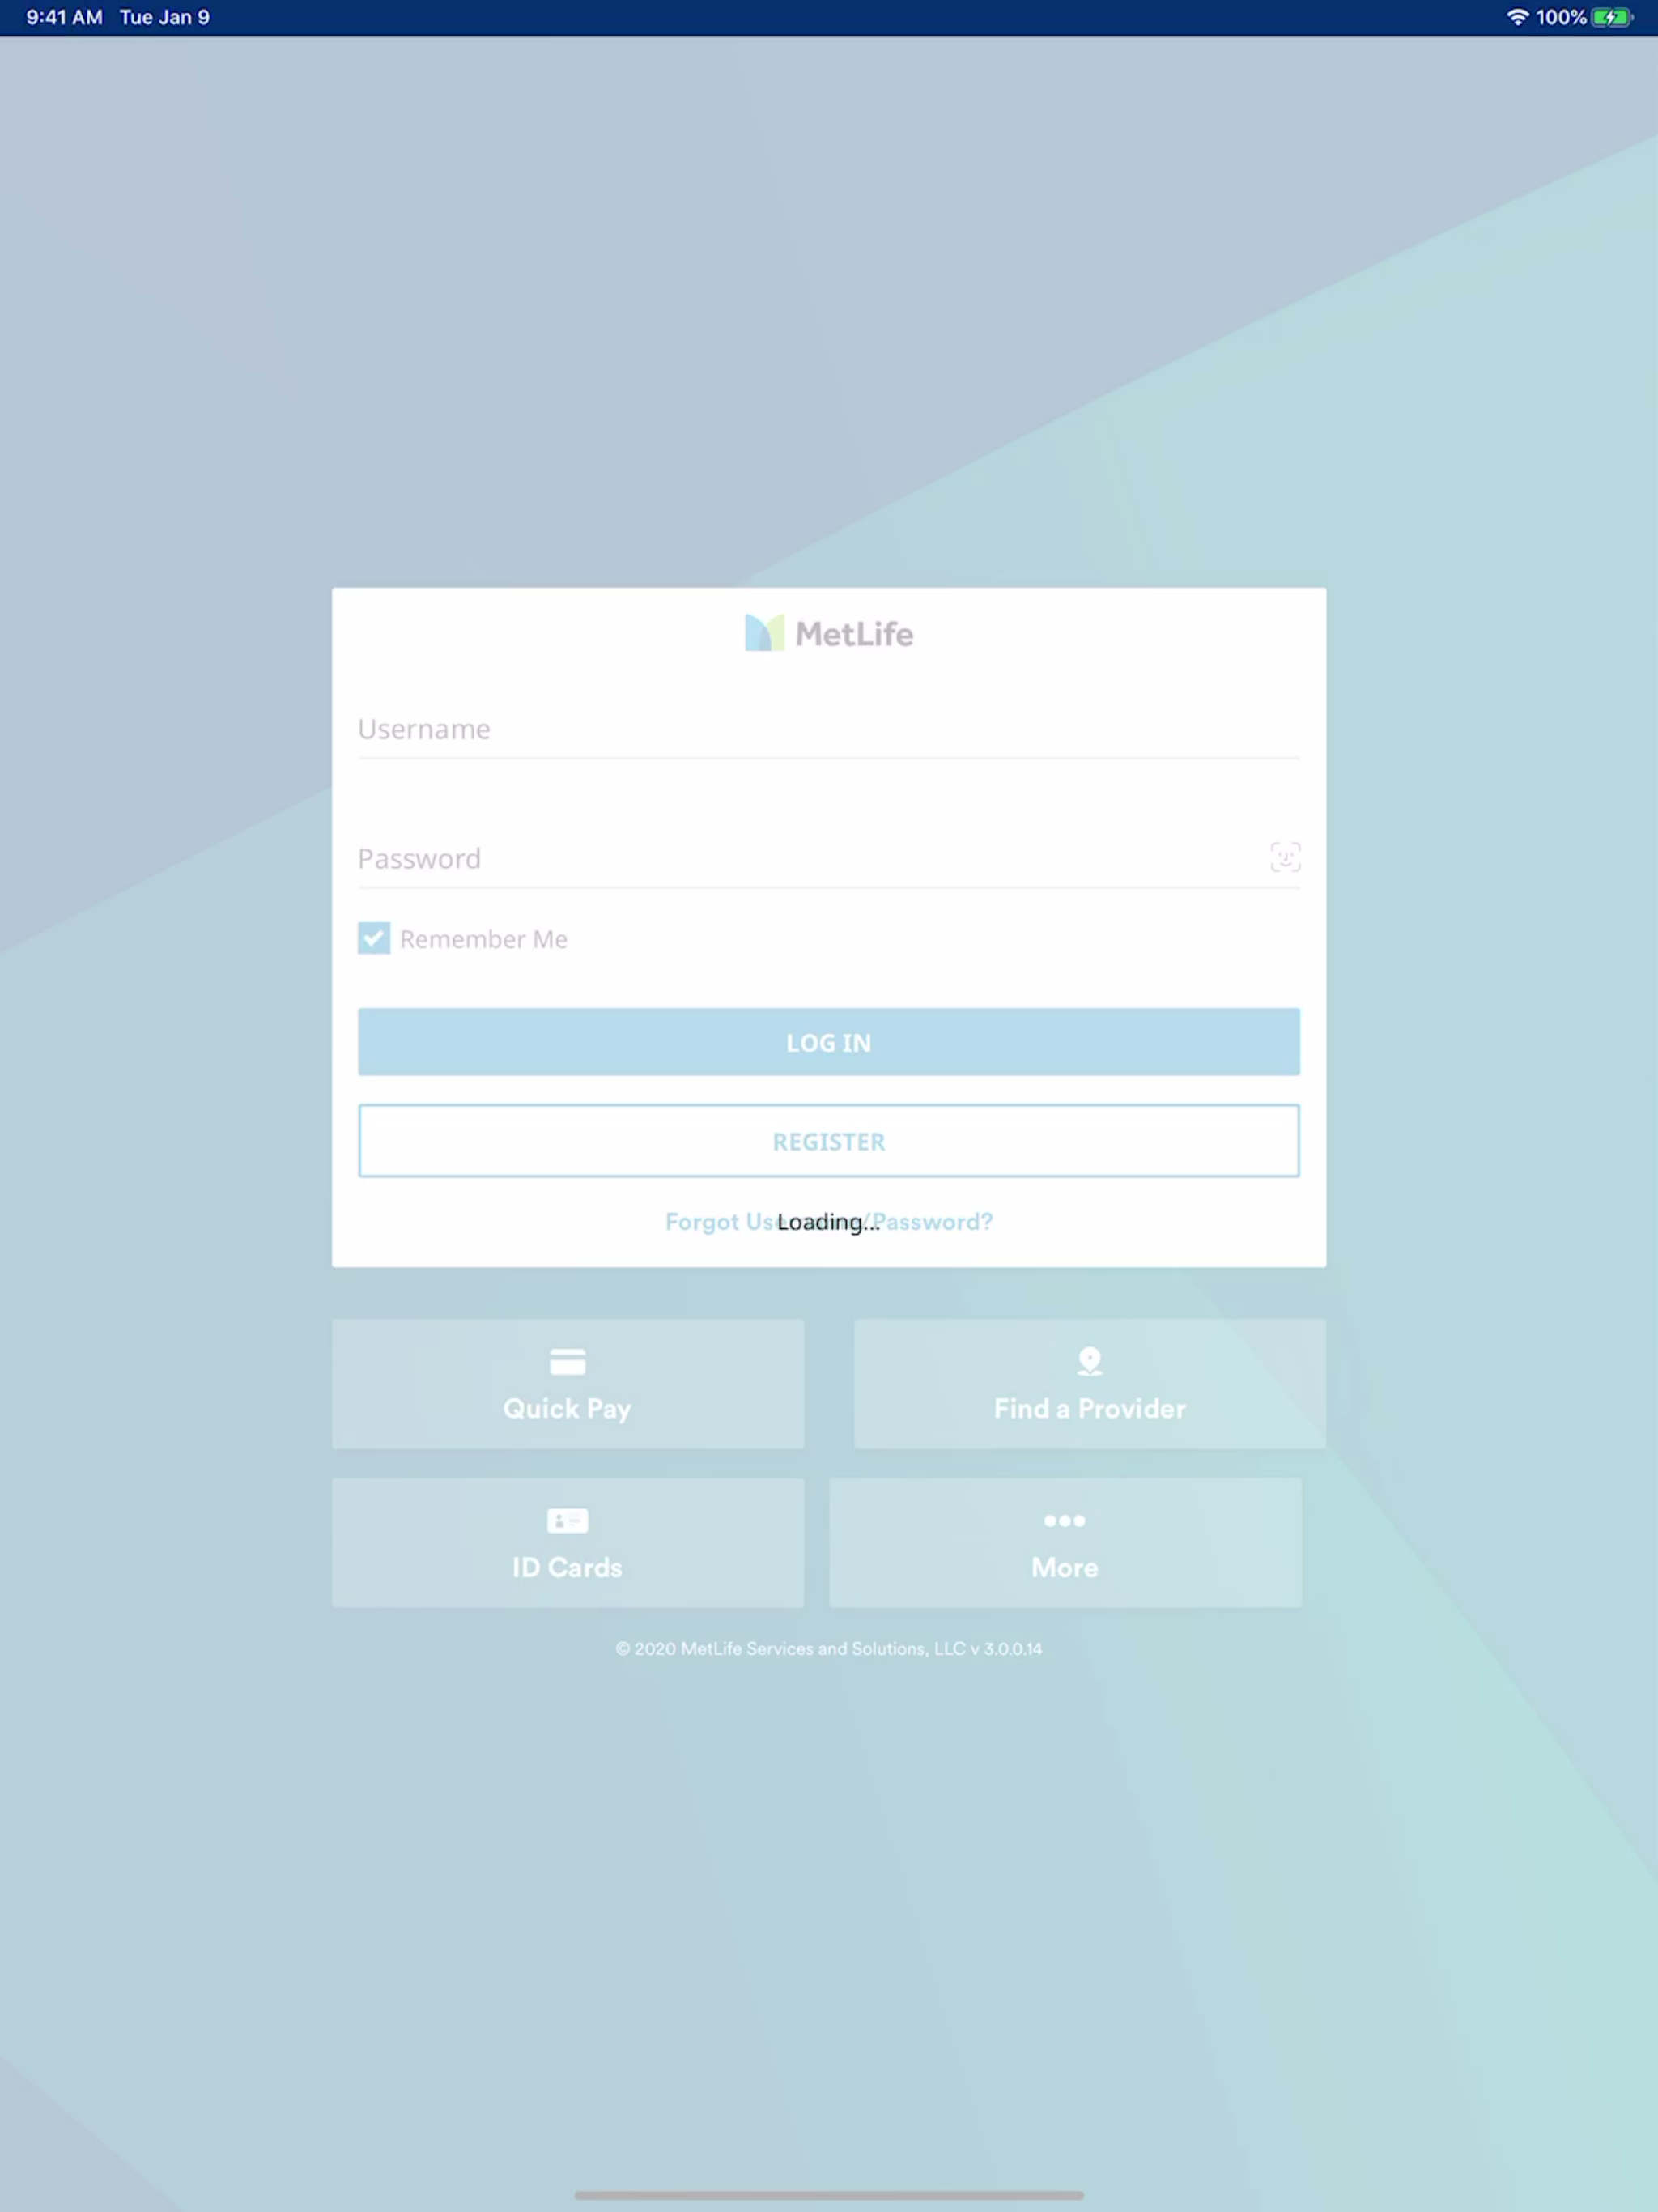 9:41 AM Tue Jan 9
100%
MetLife
Username
Password
Remember Me
LOG IN
REGISTER
Forgot Username/Password?
Loading...
Quick Pay
Find a Provider
ID Cards
More
© 2020 MetLife Services and Solutions, LLC v 3.0.0.14